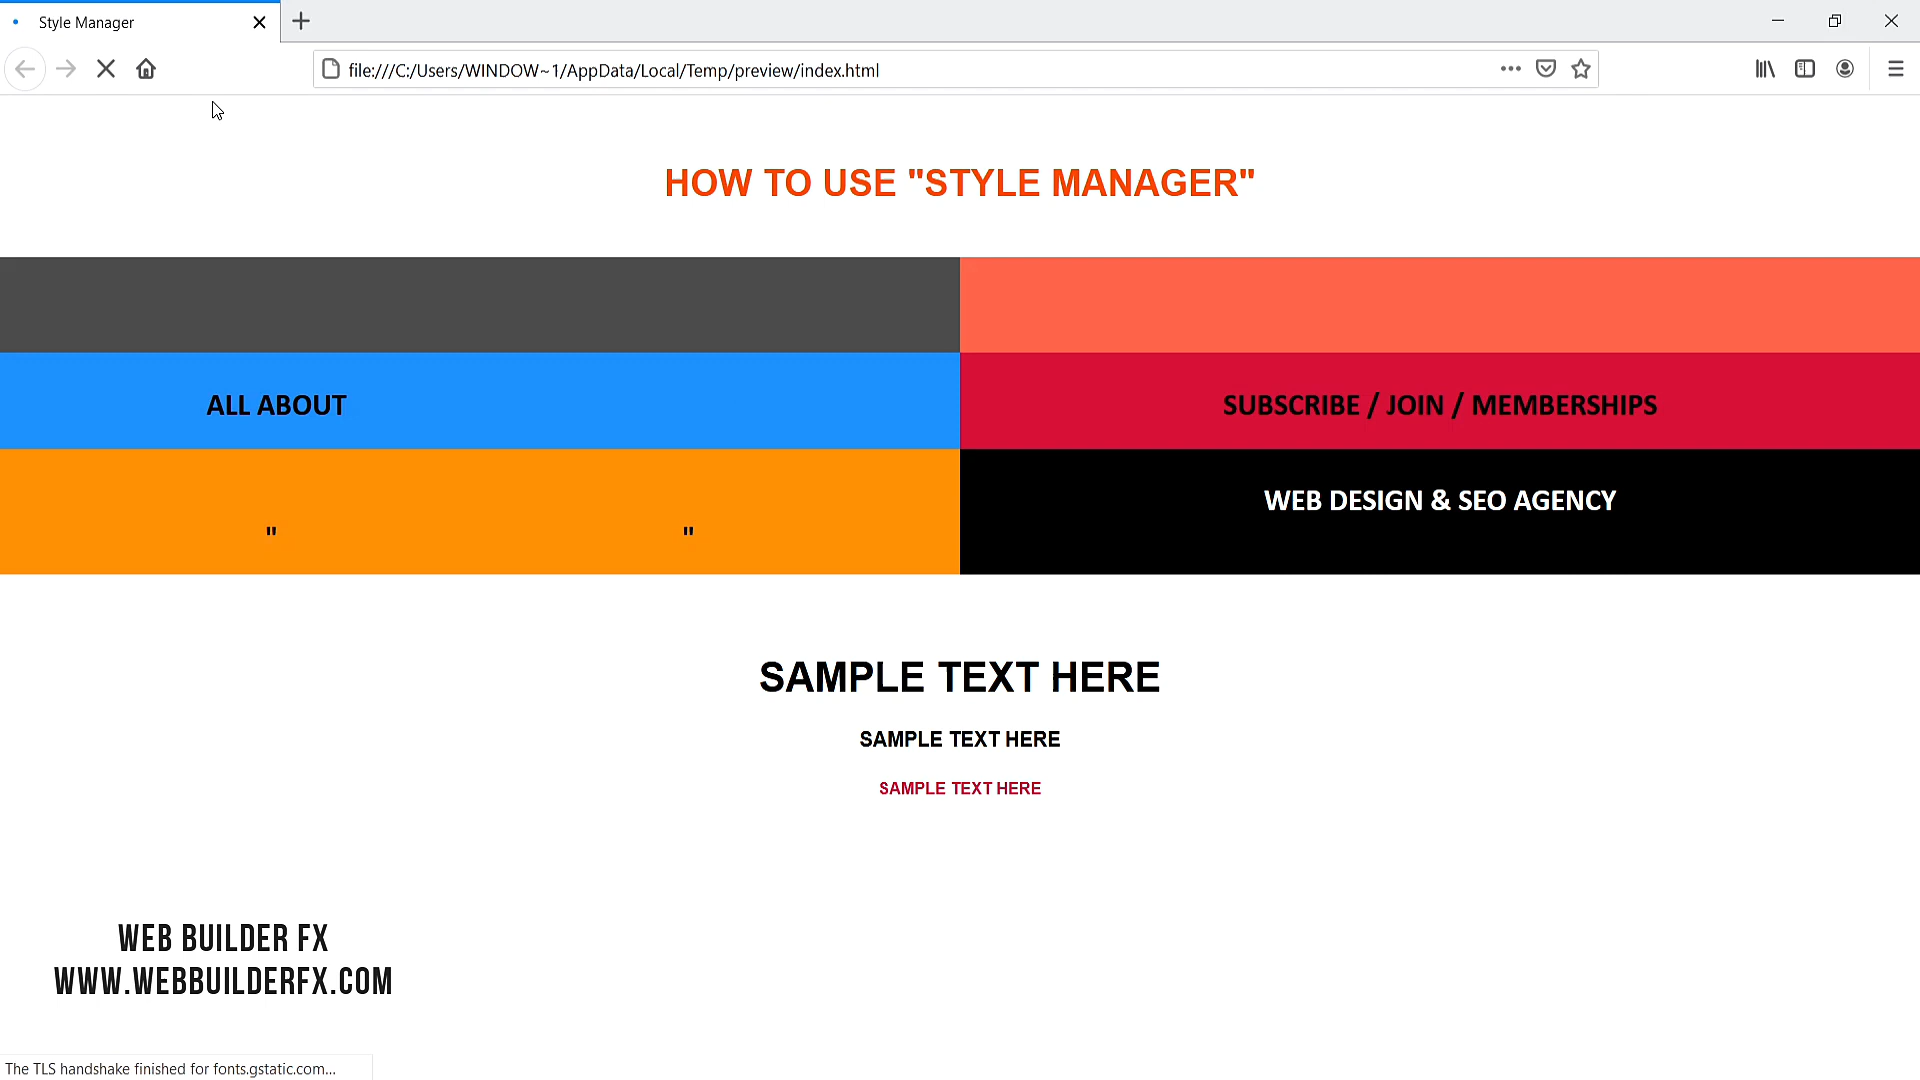 Style Manager
file:///C:/Users/WINDOW~1/AppData/Local/Temp/preview/index.html
HOW TO USE "STYLE MANAGER"
ALL ABOUT
SUBSCRIBE / JOIN / MEMBERSHIPS
WEB DESIGN & SEO AGENCY
" "
SAMPLE TEXT HERE
SAMPLE TEXT HERE
SAMPLE TEXT HERE
WEB BUILDER FX
WWW.WEBBUILDERFX.COM
The TLS handshake finished for fonts.gstatic.com...